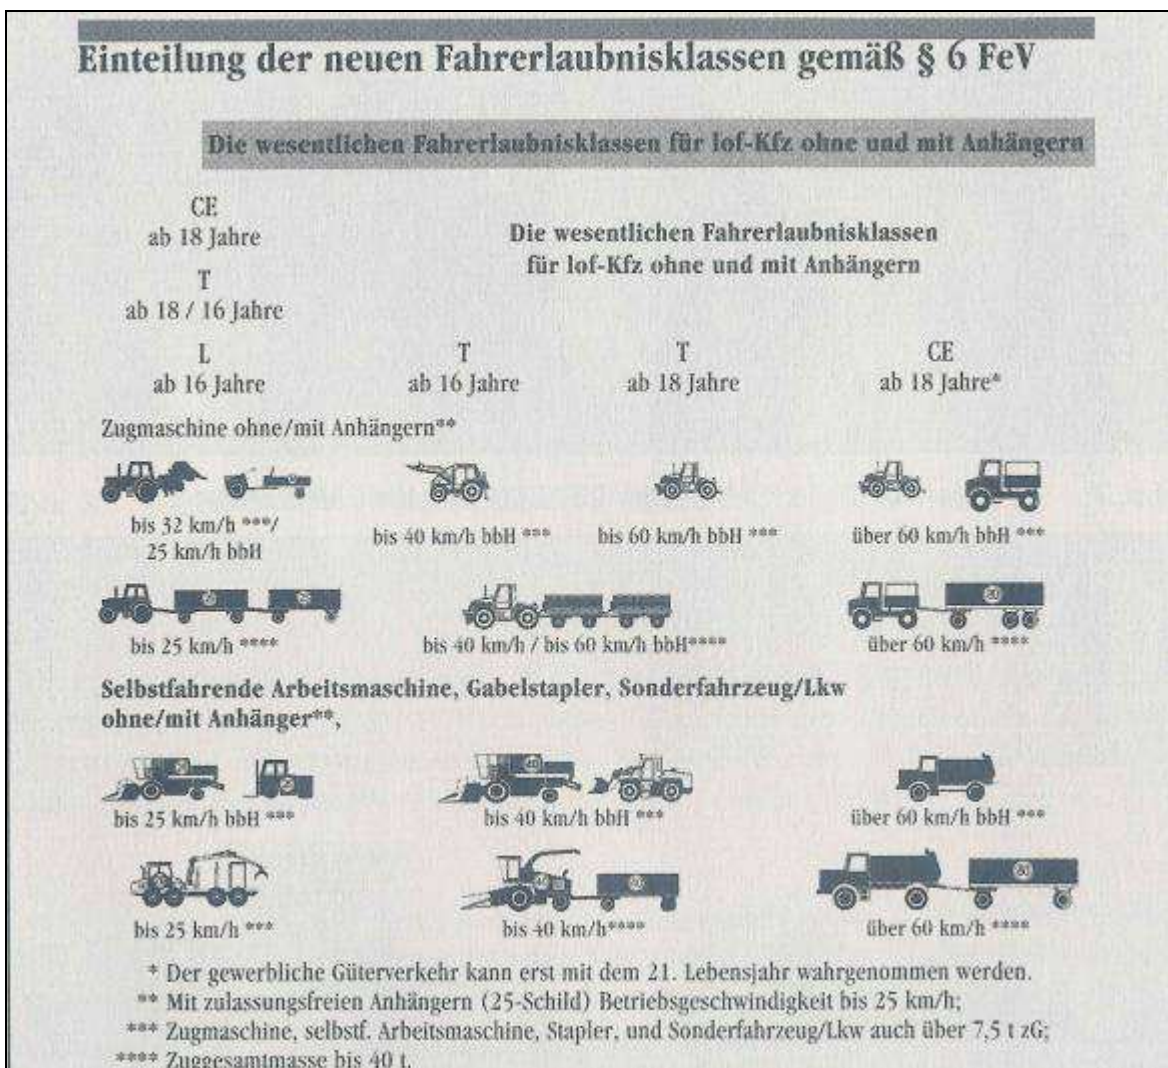 Einteilung der neuen Fahrerlaubnisklassen gemäß § 6 FeV
Die wesentlichen Fahrerlaubnisklassen für lof-Kfz ohne und mit Anhängern
CE
ab 18 Jahre
Die wesentlichen Fahrerlaubnisklassen
für lof-Kfz ohne und mit Anhängern
T
ab 18 / 16 Jahre
L T T CE
ab 16 Jahre ab 16 Jahre ab 18 Jahre ab 18 Jahre*
Zugmaschine ohne/mit Anhängern**
bis 32 km/h ***/
25 km/h bbH
bis 40 km/h bbH *** bis 60 km/h bbH *** über 60 km/h bbH ***
bis 25 km/h **** bis 40 km/h / bis 60 km/h bbH**** über 60 km/h ****
Selbstfahrende Arbeitsmaschine, Gabelstapler, Sonderfahrzeug/Lkw
ohne/mit Anhänger**,
bis 25 km/h bbH *** bis 40 km/h bbH *** über 60 km/h bbH ***
bis 25 km/h *** bis 40 km/h**** über 60 km/h ****
* Der gewerbliche Güterverkehr kann erst mit dem 21. Lebensjahr wahrgenommen werden.
** Mit zulassungsfreien Anhängern (25-Schild) Betriebsgeschwindigkeit bis 25 km/h;
*** Zugmaschine, selbstf. Arbeitsmaschine, Stapler, und Sonderfahrzeug/Lkw auch über 7,5 t zG;
**** Zuggesamtmasse bis 40 t.